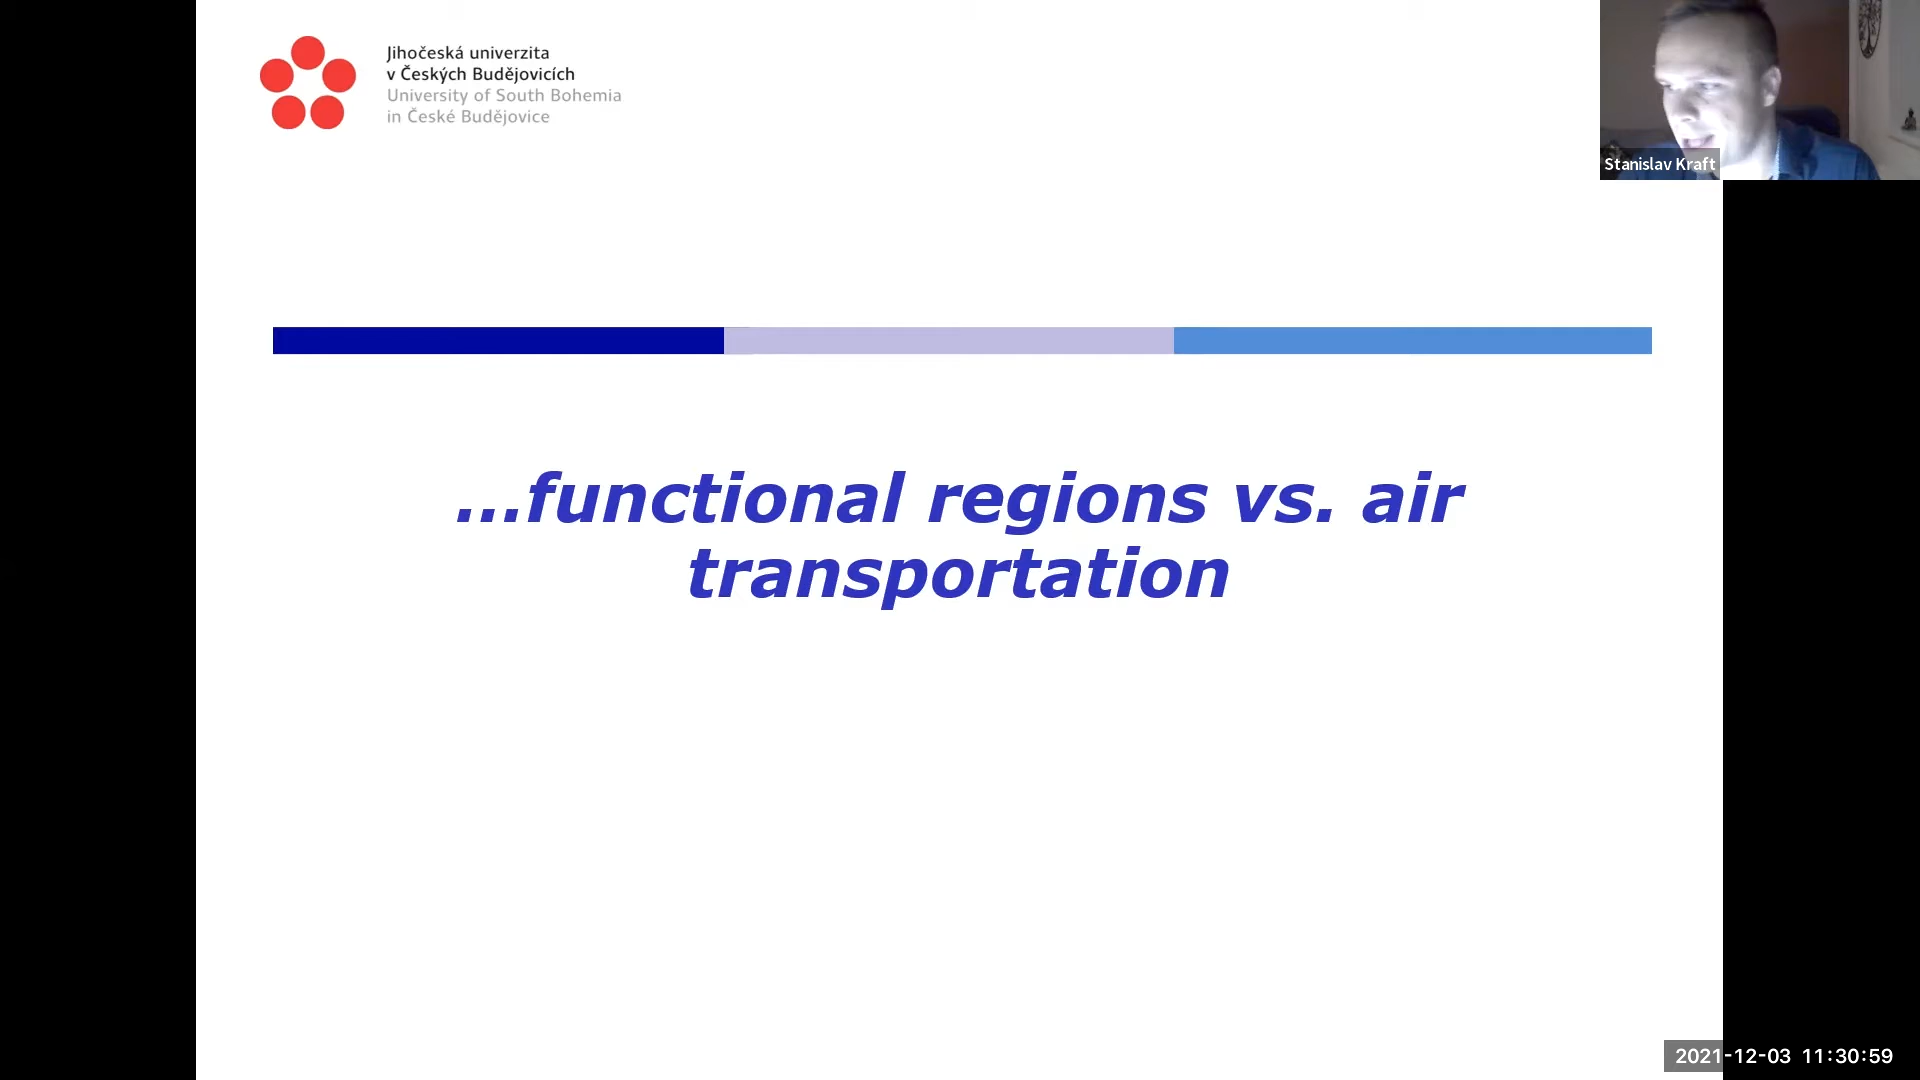 Jihočeská univerzita
v Českých Budějovicích
University of South Bohemia
in České Budějovice
Stanislav Kraft
...functional regions vs. air
transportation
2021-12-03 11:30:59